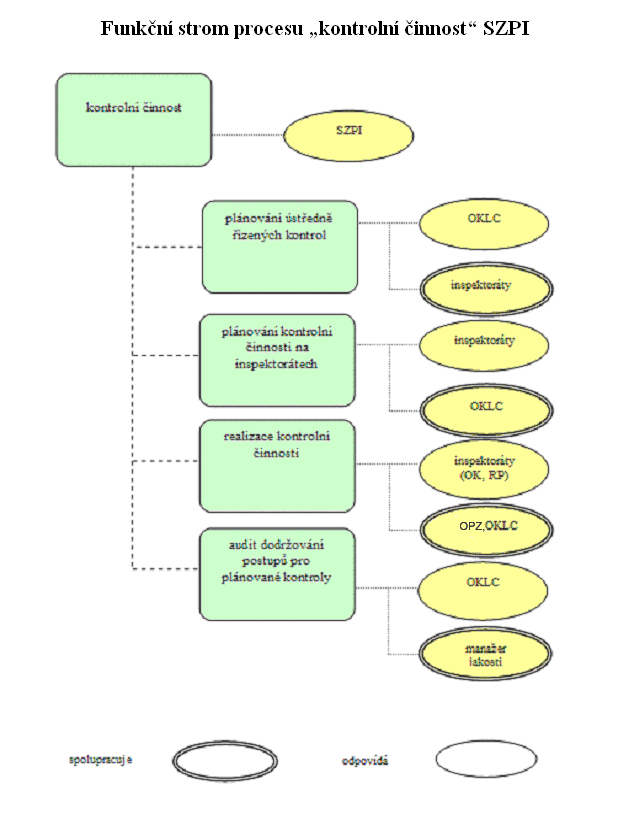 Funkční strom procesu „kontrolní činnost“ SZPI
kontrolní činnost
SZPI
plánování ústředně
řízených kontrol
OKLC
inspektoráty
plánování kontrolní
činnosti na
inspektorátech
inspektoráty
OKLC
realizace kontrolní
činnosti
inspektoráty
(OK, RP)
OPZ,OKLC
audit dodržování
postupů pro
plánované kontroly
OKLC
manažer
jakosti
spolupracuje
odpovídá